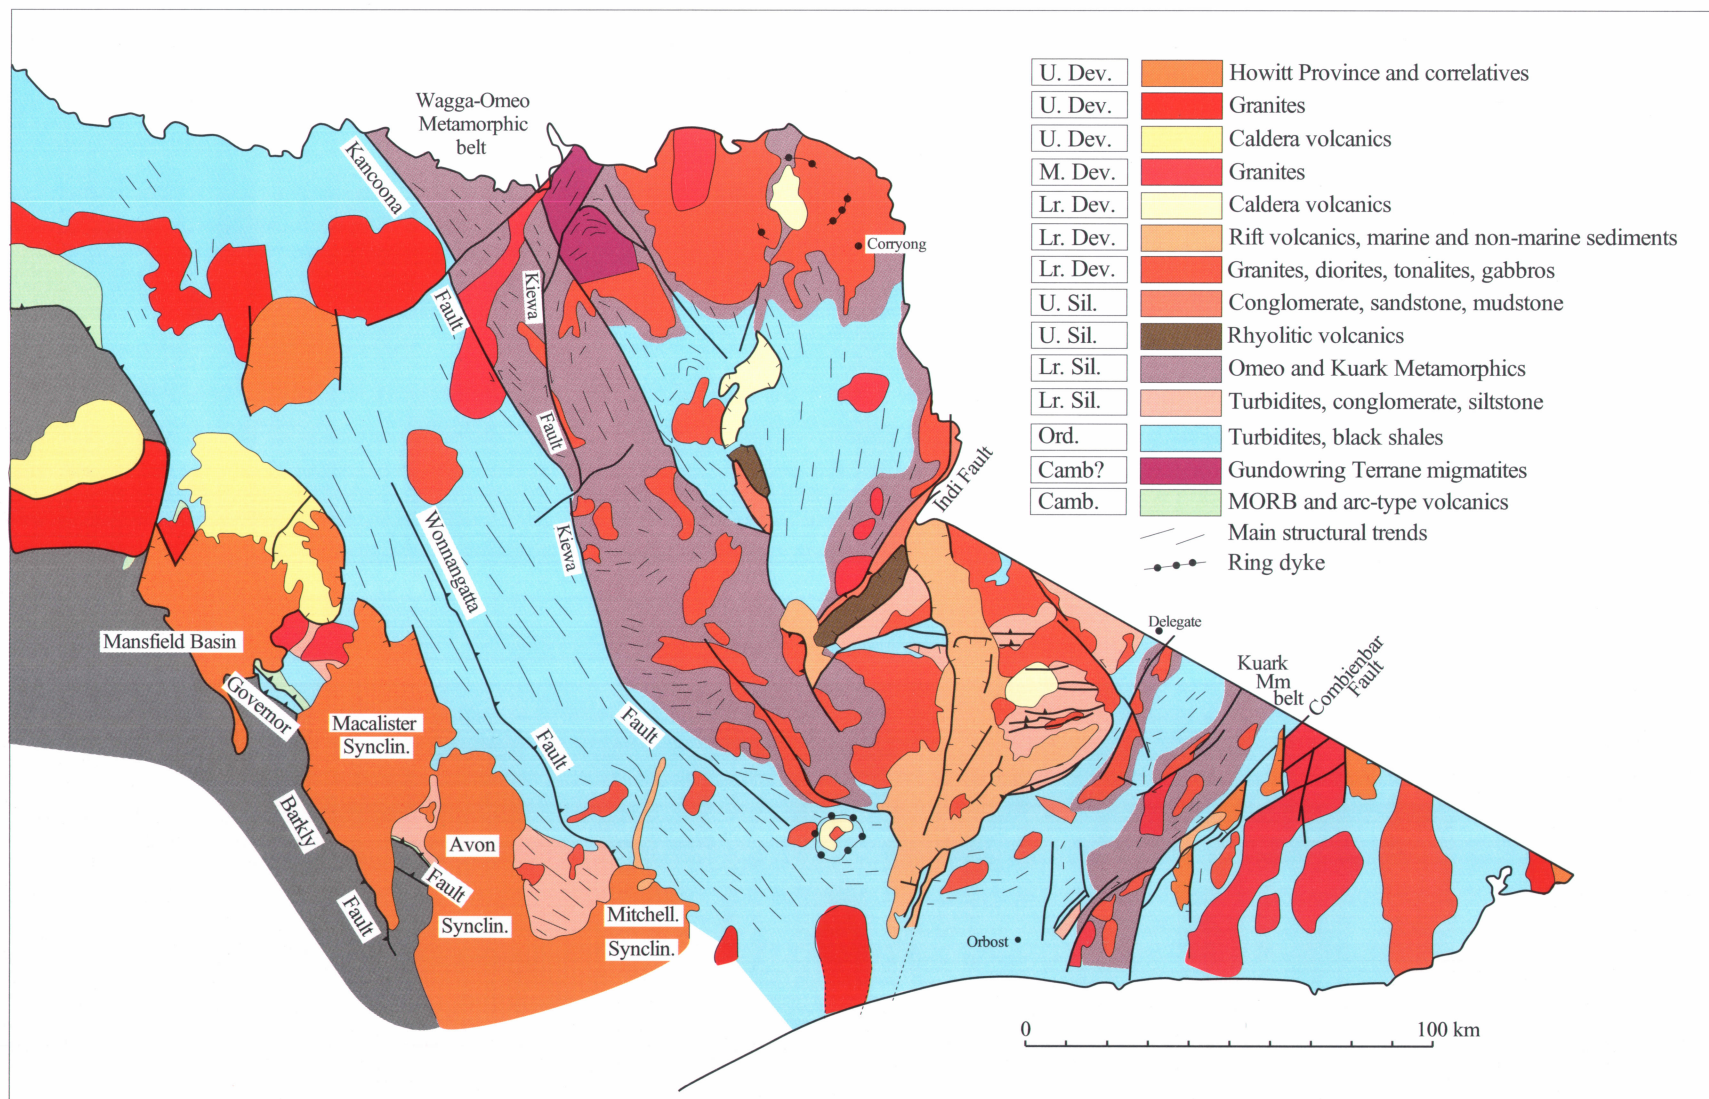 Wagga-Omeo
Metamorphic
belt
Kancoona
Fault
Kiewa
Fault
Kiewa
Fault
Wonnangatta
Fault
Corryong
Indi Fault
Mansfield Basin
Governor
Fault
Macalister
Synclin.
Barkly
Fault
Avon
Synclin.
Mitchell.
Synclin.
Delegate
Kuark
Mm
belt
Combienbar
Fault
Orbost
U. Dev. Howitt Province and correlatives
U. Dev. Granites
U. Dev. Caldera volcanics
M. Dev. Granites
Lr. Dev. Caldera volcanics
Lr. Dev. Rift volcanics, marine and non-marine sediments
Lr. Dev. Granites, diorites, tonalites, gabbros
U. Sil. Conglomerate, sandstone, mudstone
U. Sil. Rhyolitic volcanics
Lr. Sil. Omeo and Kuark Metamorphics
Lr. Sil. Turbidites, conglomerate, siltstone
Ord. Turbidites, black shales
Camb? Gundowring Terrane migmatites
Camb. MORB and arc-type volcanics
Main structural trends
Ring dyke
0 100 km